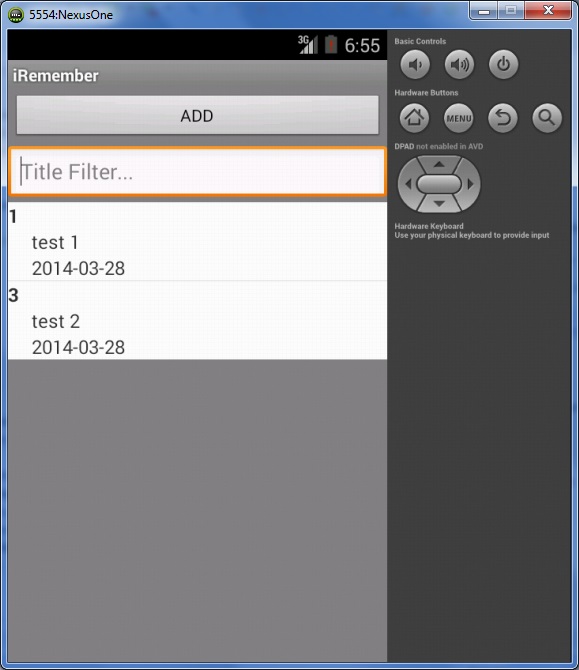 5554:NexusOne
3G 6:55
iRemember
ADD
Title Filter...
1
test 1
2014-03-28
3
test 2
2014-03-28
Basic Controls
Hardware Buttons
MENU
DPAD not enabled in AVD
Hardware Keyboard
Use your physical keyboard to provide input